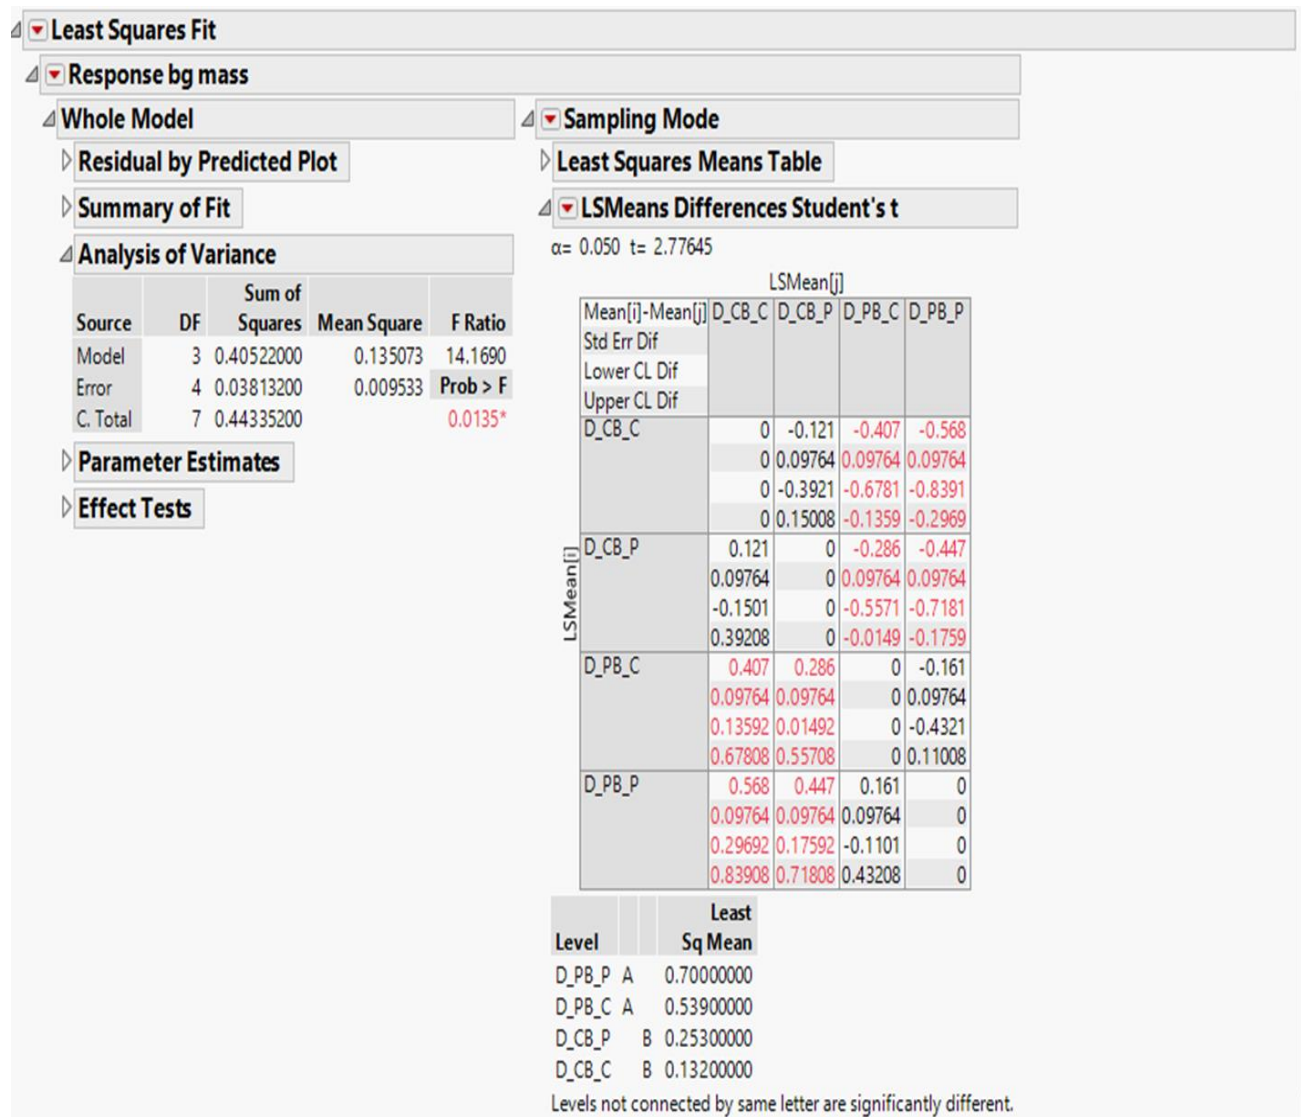 Least Squares Fit
Response bg mass
Whole Model
Residual by Predicted Plot
Summary of Fit
Analysis of Variance
Sum of
Source DF Squares Mean Square F Ratio
Model 3 0.40522000 0.135073 14.1690
Error 4 0.03813200 0.009533 Prob > F
C. Total 7 0.44335200 0.0135*
Parameter Estimates
Effect Tests
Sampling Mode
Least Squares Means Table
LSMeans Differences Student's t
α= 0.050 t= 2.77645
LSMean[j]
Mean[i]-Mean[j] D_CB_C D_CB_P D_PB_C D_PB_P
Std Err Dif
Lower CL Dif
Upper CL Dif
LSMean[i]
D_CB_C 0 -0.121 -0.407 -0.568
0 0.09764 0.09764 0.09764
0 -0.3921 -0.6781 -0.8391
0 0.15008 -0.1359 -0.2969
D_CB_P 0.121 0 -0.286 -0.447
0.09764 0 0.09764 0.09764
-0.1501 0 -0.5571 -0.7181
0.39208 0 -0.0149 -0.1759
D_PB_C 0.407 0.286 0 -0.161
0.09764 0.09764 0 0.09764
0.13592 0.01492 0 -0.4321
0.67808 0.55708 0 0.11008
D_PB_P 0.568 0.447 0.161 0
0.09764 0.09764 0.09764 0
0.29692 0.17592 -0.1101 0
0.83908 0.71808 0.43208 0
Least
Level Sq Mean
D_PB_P A 0.70000000
D_PB_C A 0.53900000
D_CB_P B 0.25300000
D_CB_C B 0.13200000
Levels not connected by same letter are significantly different.